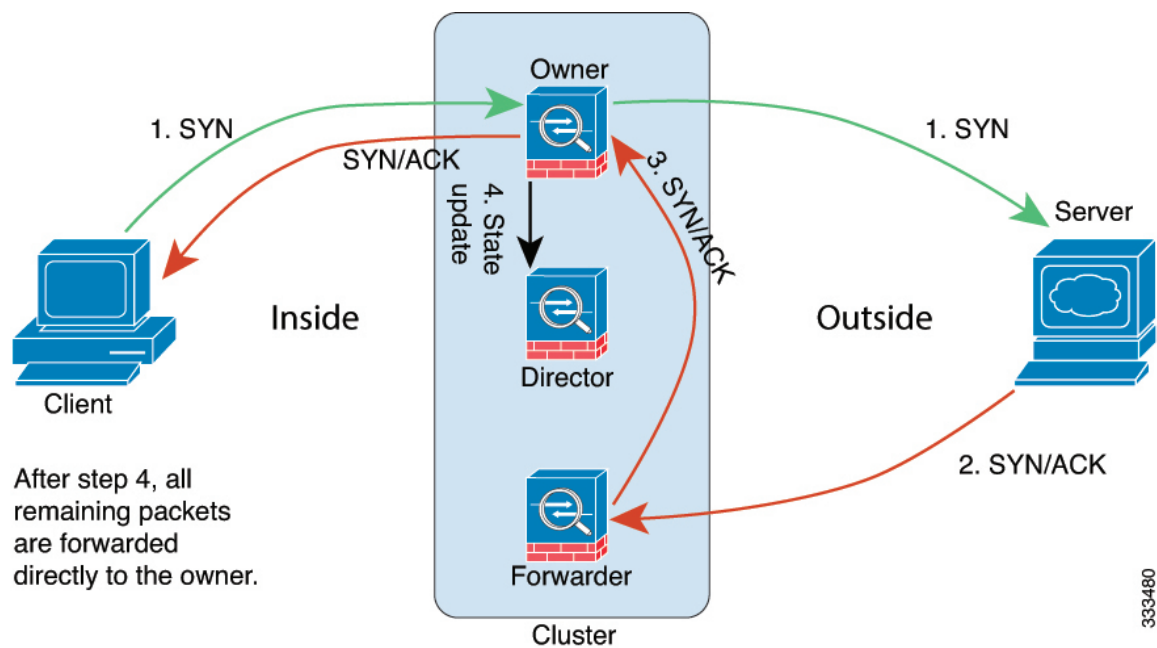 Owner
1. SYN
1. SYN
SYN/ACK
3. SYN/ACK
4. State
update
Server
Inside
Outside
Director
Client
2. SYN/ACK
After step 4, all
remaining packets
are forwarded
directly to the owner.
Forwarder
Cluster
333480